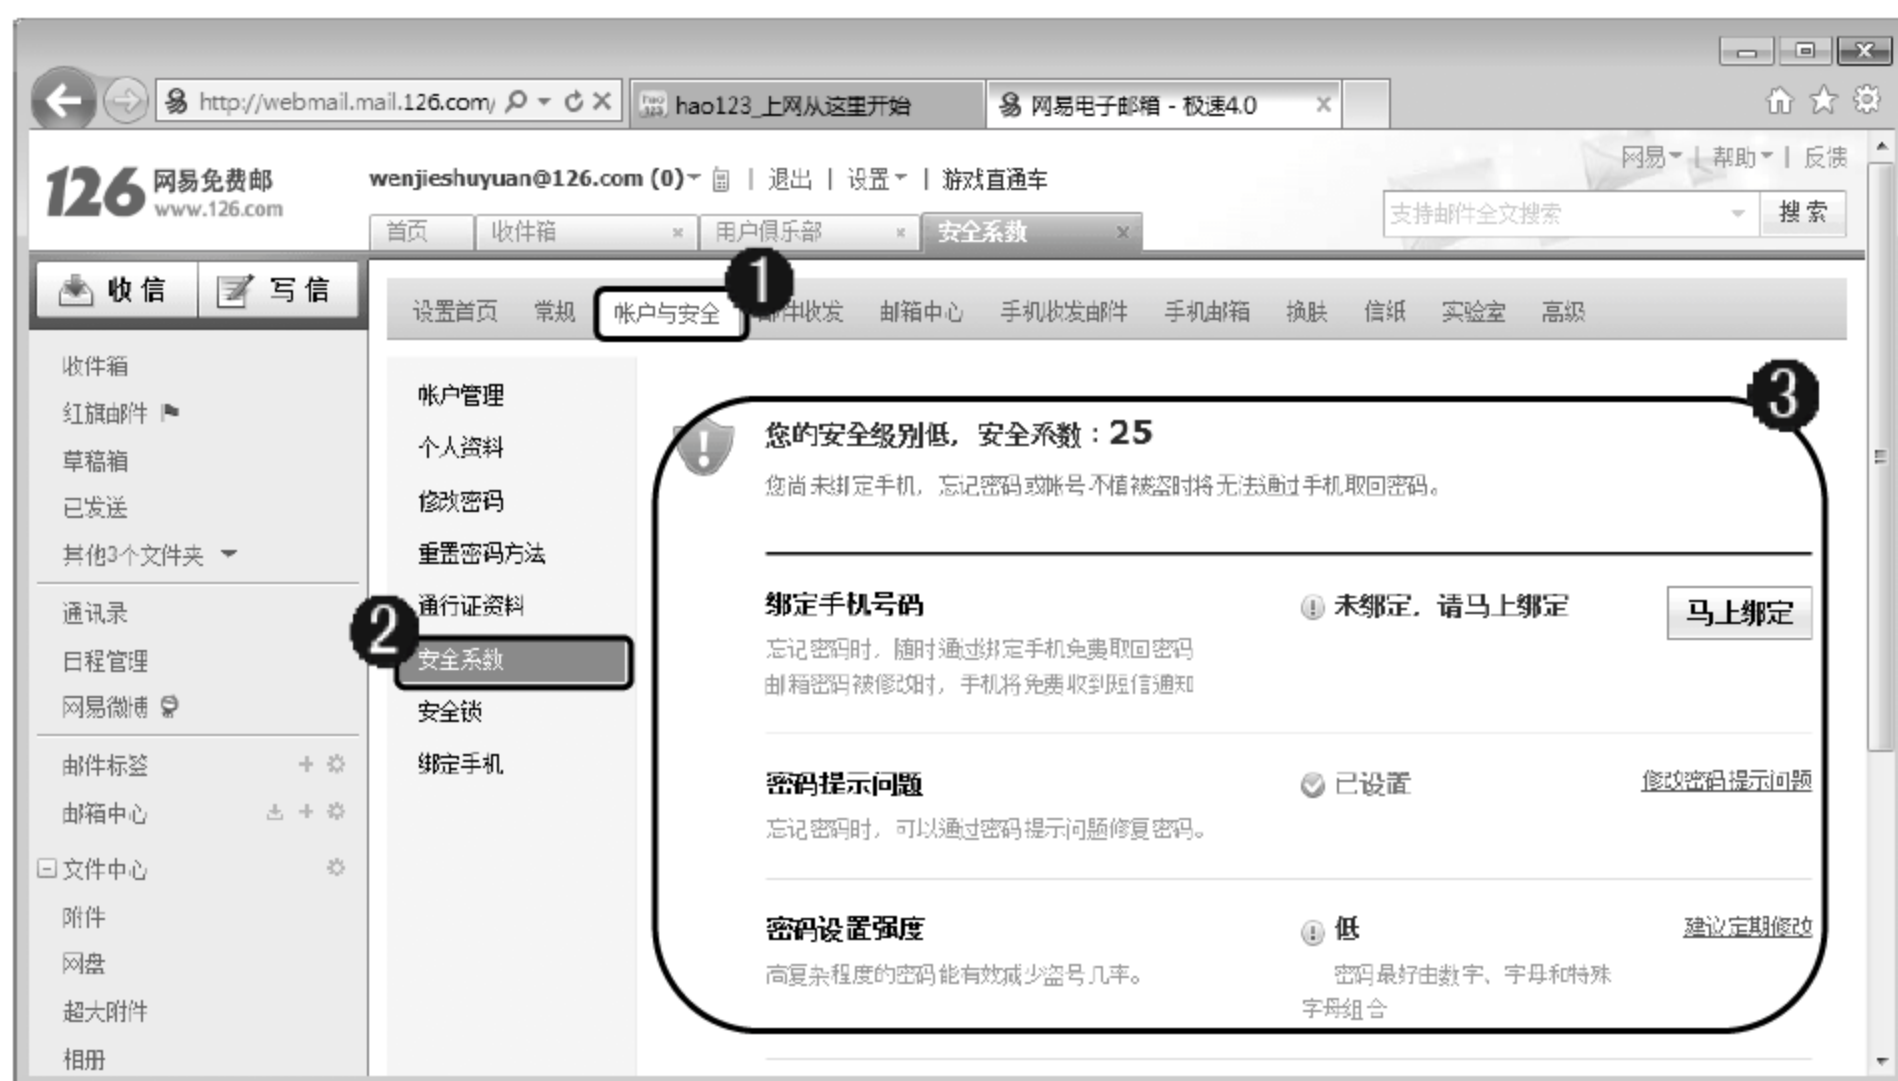 http://webmail.mail.126.com/
hao123_上网从这里开始
网易电子邮箱 - 极速4.0
126 网易免费邮
www.126.com
wenjieshuyuan@126.com (0) | 退出 | 设置 | 游戏直通车
网易 | 帮助 | 反馈
支持邮件全文搜索
搜 索
首页
收件箱
用户俱乐部
安全系数
收 信
写 信
1
设置首页 常规 帐户与安全 邮件收发 邮箱中心 手机收发邮件 手机邮箱 换肤 信纸 实验室 高级
收件箱
红旗邮件
草稿箱
已发送
其他3个文件夹
通讯录
日程管理
网易微博
邮件标签
邮箱中心
文件中心
附件
网盘
超大附件
相册
帐户管理
个人资料
修改密码
重置密码方法
通行证资料
2
安全系数
安全锁
绑定手机
3
您的安全级别低，安全系数：25
您尚未绑定手机，忘记密码或帐号不慎被盗时将无法通过手机取回密码。
绑定手机号码
未绑定，请马上绑定
马上绑定
忘记密码时，随时通过绑定手机免费取回密码
邮箱密码被修改时，手机将免费收到短信通知
密码提示问题
已设置
修改密码提示问题
忘记密码时，可以通过密码提示问题修复密码。
密码设置强度
低
建议定期修改
高复杂程度的密码能有效减少盗号几率。
密码最好由数字、字母和特殊
字母组合